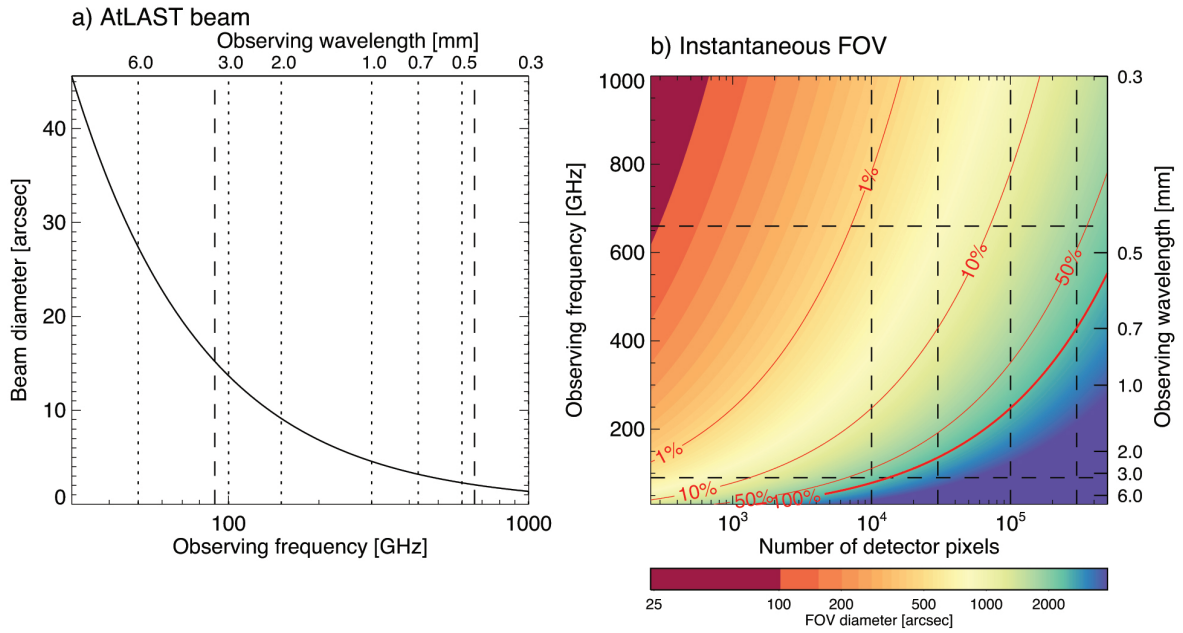 a) AtLAST beam
Observing wavelength [mm]
6.0 3.0 2.0 1.0 0.7 0.5 0.3
Beam diameter [arcsec]
40
30
20
10
0
100 1000
Observing frequency [GHz]
b) Instantaneous FOV
Observing frequency [GHz]
1000
800
600
400
200
1%
10%
50%
1%
10%
50%
100%
0.3
0.5
0.7
1.0
2.0
3.0
6.0
Observing wavelength [mm]
10³ 10⁴ 10⁵
Number of detector pixels
25 100 200 500 1000 2000
FOV diameter [arcsec]